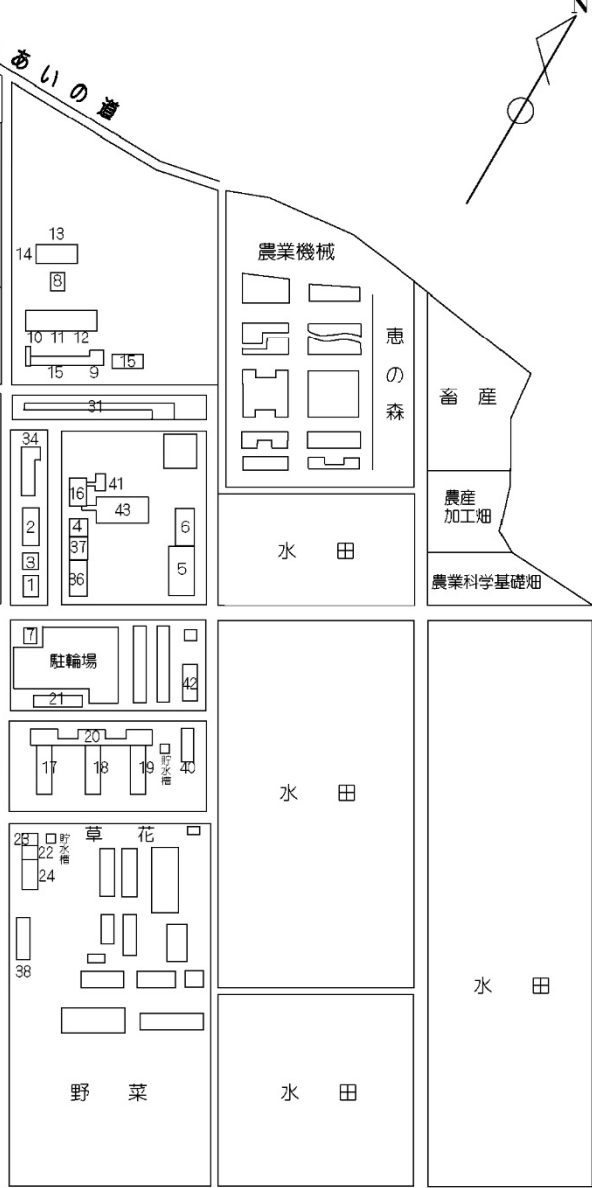 N
あいの道
13
14
8
農業機械
10 11 12
15 9 15
恵の森
畜産
31
34
16 41
43
2
4
6
37
3
5
1
36
水田
農産
加工畑
農業科学基礎畑
7
駐輪場
21
42
20
17 18 19
貯水槽
40
水田
草花
23
22
貯水槽
24
38
水田
野菜
水田